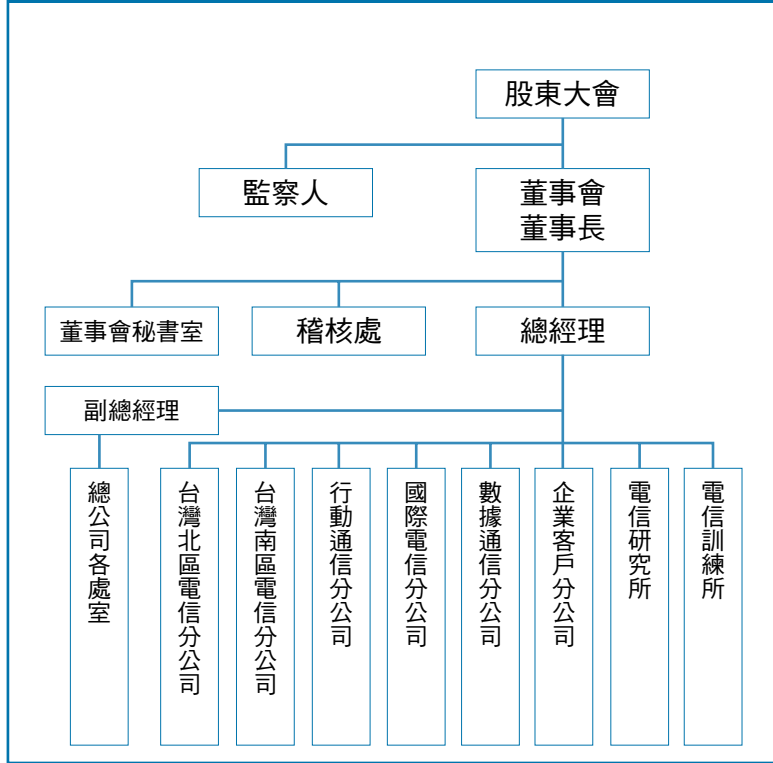 股東大會
監察人
董事會
董事長
董事會秘書室
稽核處
總經理
副總經理
總公司各處室
台灣北區電信分公司
台灣南區電信分公司
行動通信分公司
國際電信分公司
數據通信分公司
企業客戶分公司
電信研究所
電信訓練所